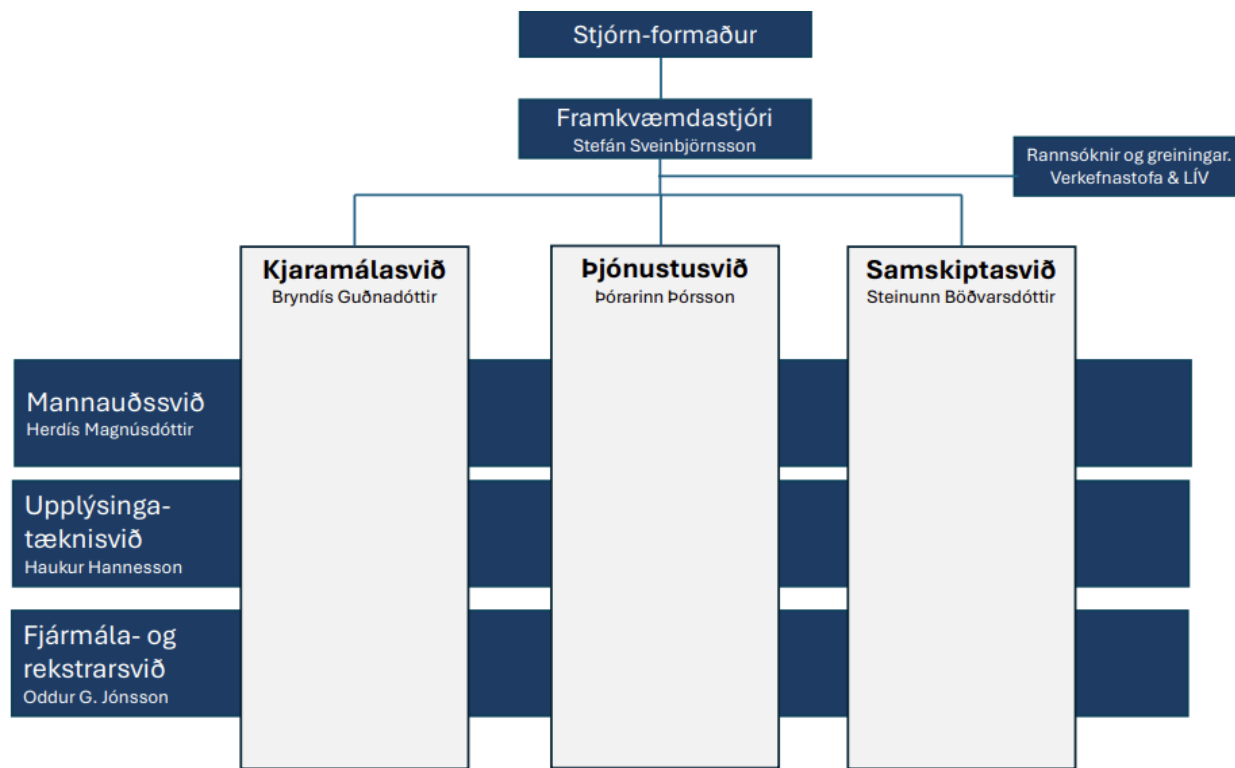 Stjórn-formaður
Framkvæmdastjóri
Stefán Sveinbjörnsson
Rannsóknir og greiningar.
Verkefnastofa & LÍV
Kjaramálasvið
Bryndís Guðnadóttir
Þjónustusvið
Þórarinn Þórsson
Samskiptasvið
Steinunn Böðvarsdóttir
Mannauðssvið
Herdís Magnúsdóttir
Upplýsinga-
tæknisvið
Haukur Hannesson
Fjármála- og
rekstrarsvið
Oddur G. Jónsson